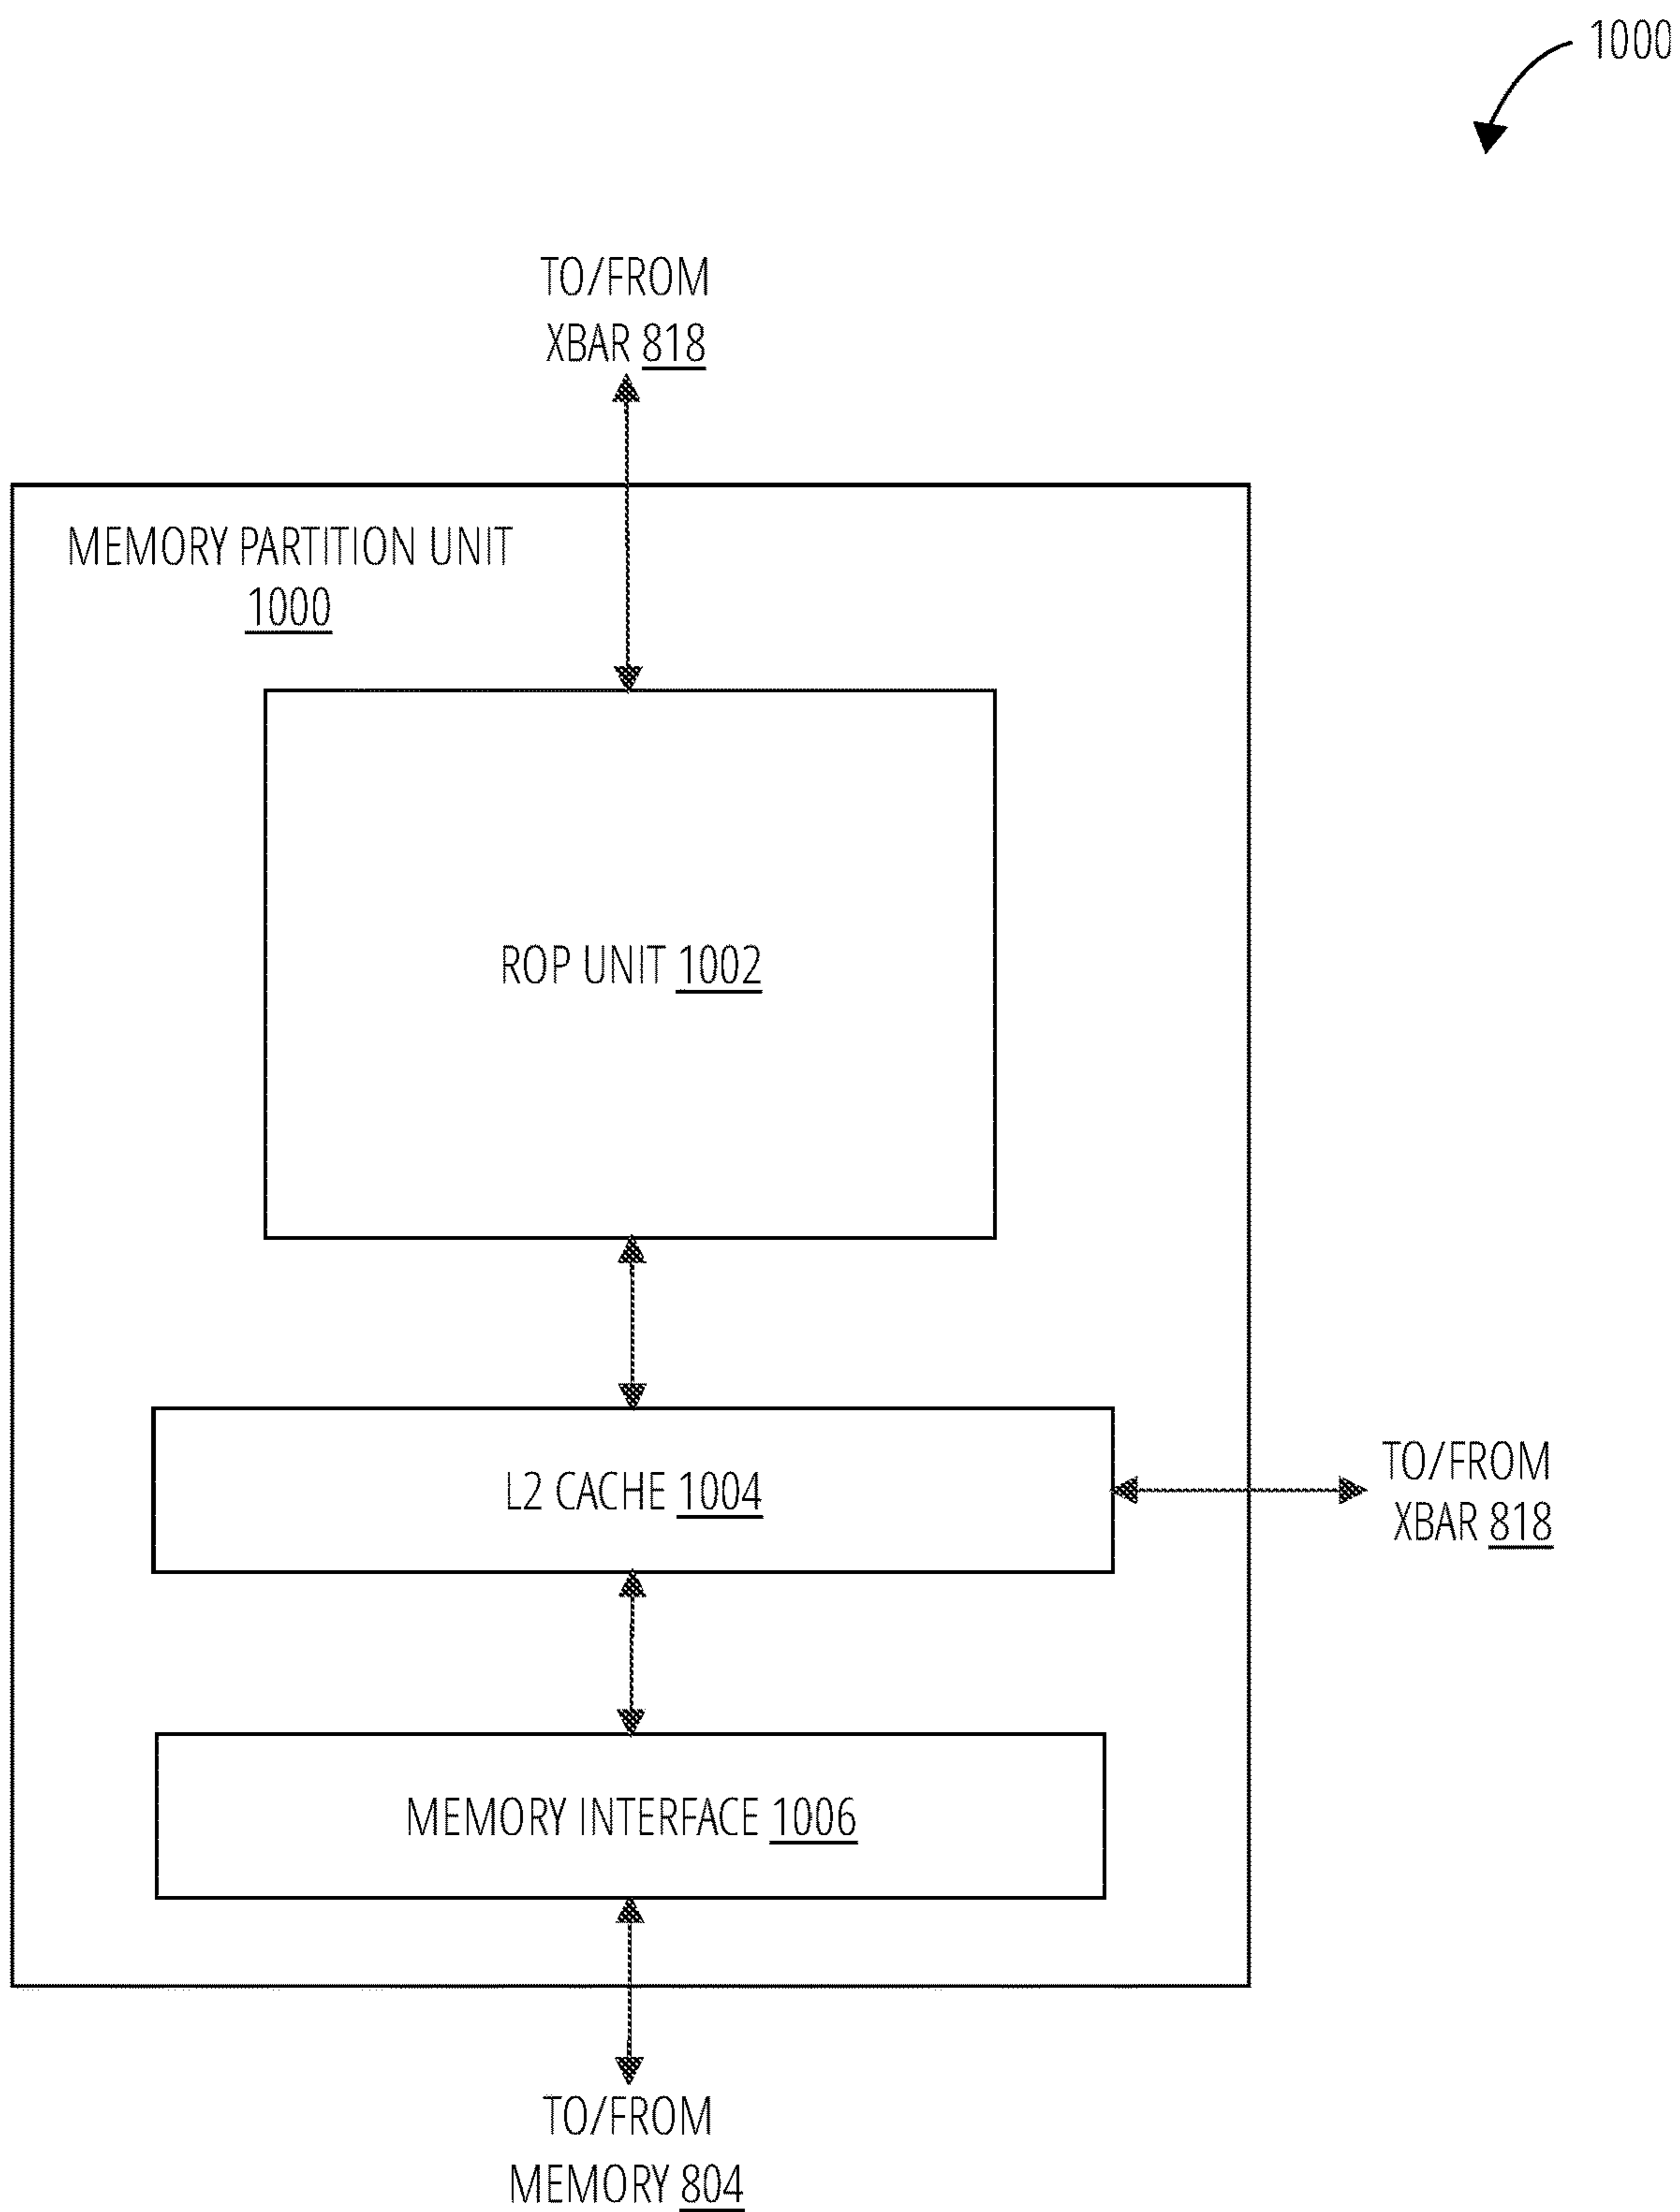 1000
TO/FROM
XBAR 818
MEMORY PARTITION UNIT
1000
ROP UNIT 1002
L2 CACHE 1004
TO/FROM
XBAR 818
MEMORY INTERFACE 1006
TO/FROM
MEMORY 804